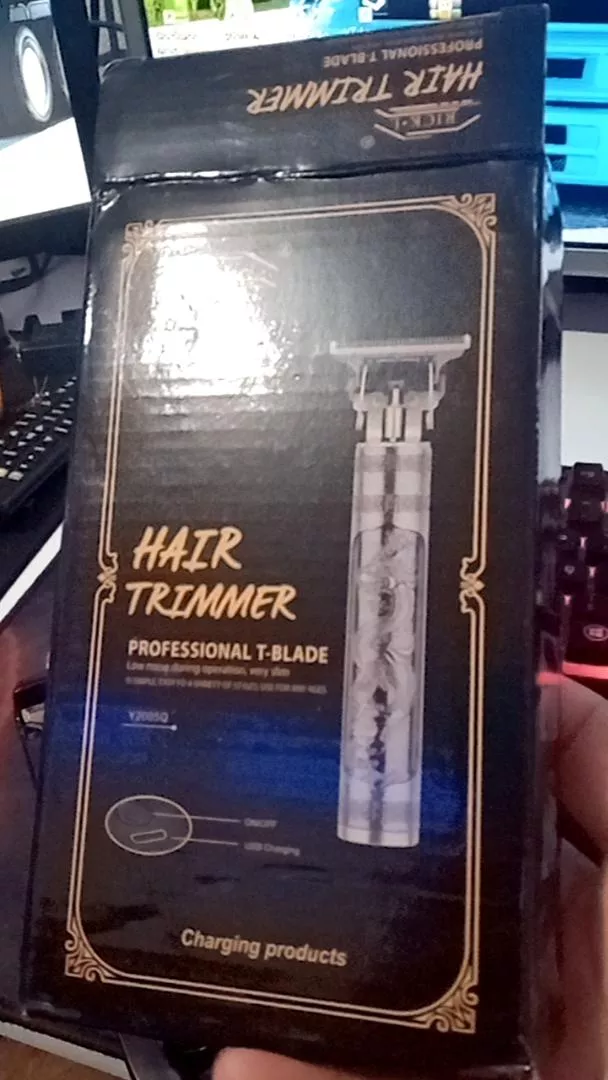 HAIR TRIMMER
PROFESSIONAL T-BLADE
HAIR
TRIMMER
PROFESSIONAL T-BLADE
Low noise during operation, very slim
ON/OFF
USB Charging
Charging products